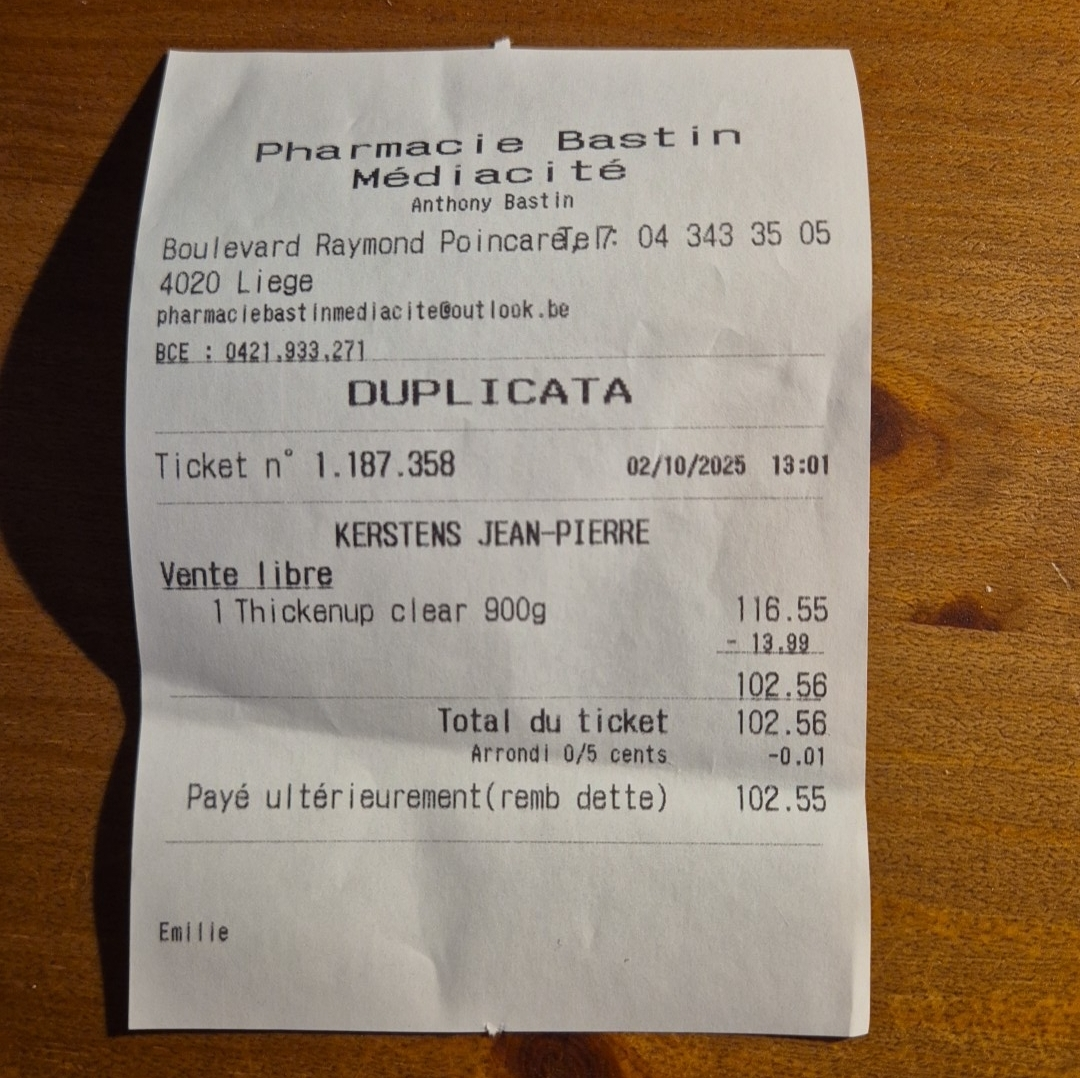 Pharmacie Bastin
Médiacité
Anthony Bastin
Boulevard Raymond Poincaré, 7 Tel : 04 343 35 05
4020 Liege
pharmaciebastinmediacite@outlook.be
BCE : 0421.933.271
DUPLICATA
Ticket n° 1.187.358 02/10/2025 13:01
KERSTENS JEAN-PIERRE
Vente libre
1 Thickenup clear 900g 116.55
- 13.99
102.56
Total du ticket 102.56
Arrondi 0/5 cents -0.01
Payé ultérieurement(remb dette) 102.55
Emilie